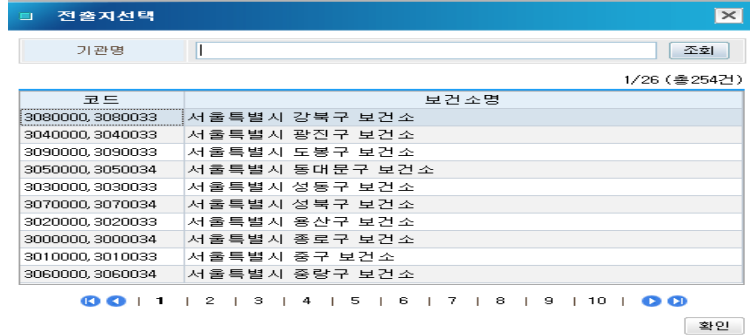 전출지선택
기관명 조회
1/26 (총254건)
코드 보건소명
3080000, 3080033 서울특별시 강북구 보건소
3040000, 3040033 서울특별시 광진구 보건소
3090000, 3090033 서울특별시 도봉구 보건소
3050000, 3050034 서울특별시 동대문구 보건소
3030000, 3030033 서울특별시 성동구 보건소
3070000, 3070034 서울특별시 성북구 보건소
3020000, 3020033 서울특별시 용산구 보건소
3000000, 3000034 서울특별시 종로구 보건소
3010000, 3010033 서울특별시 중구 보건소
3060000, 3060034 서울특별시 중랑구 보건소
| 1 | 2 | 3 | 4 | 5 | 6 | 7 | 8 | 9 | 10 |
확인